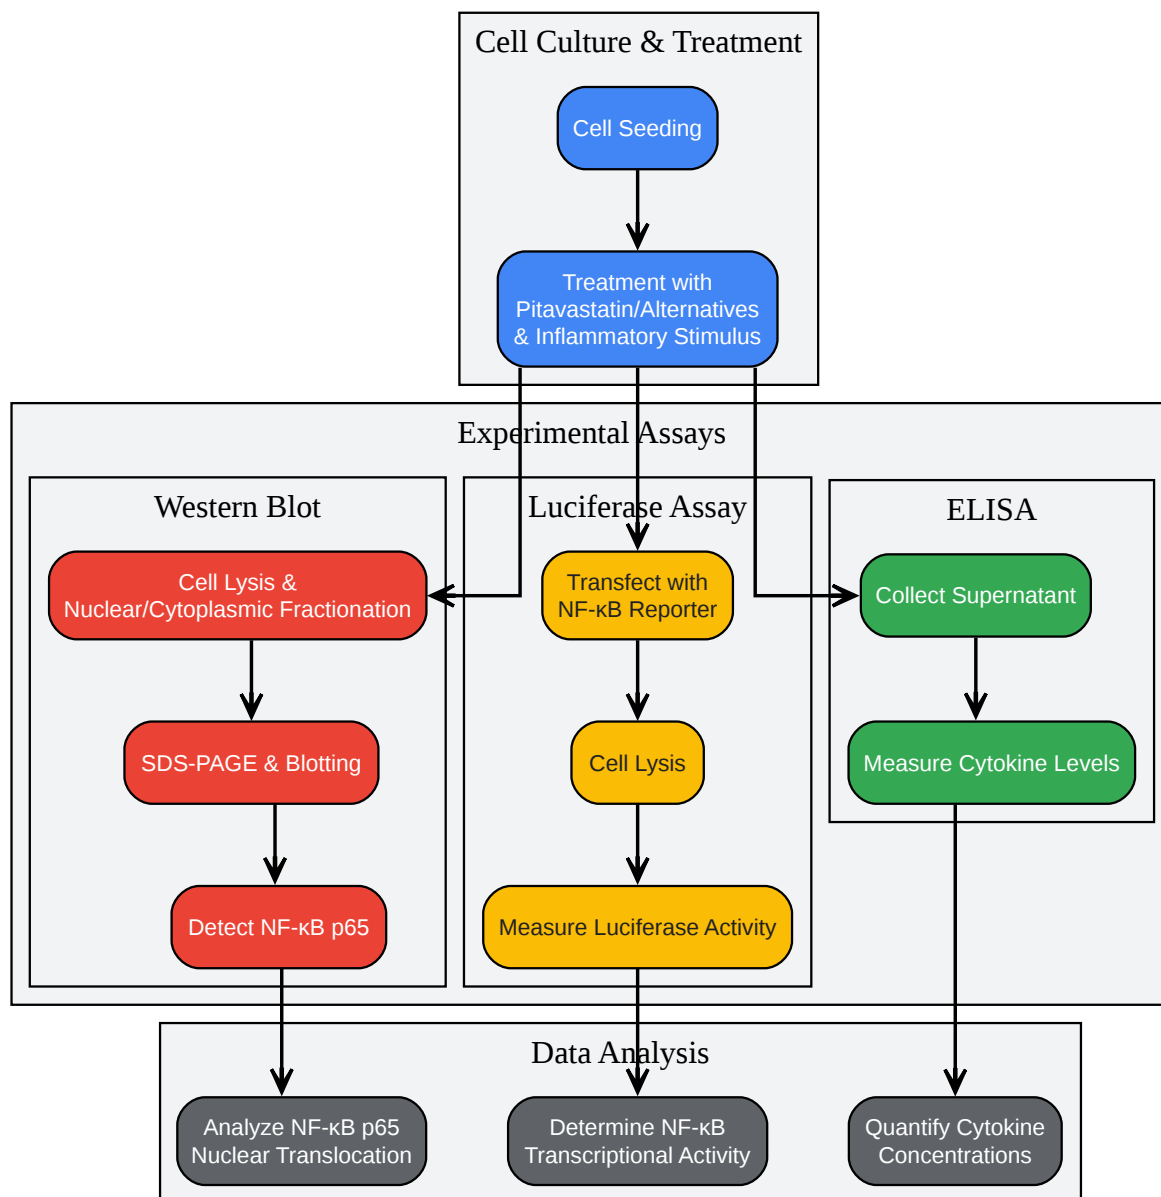 Cell Culture & Treatment
Cell Seeding
Treatment with
Pitavastatin/Alternatives
& Inflammatory Stimulus
Experimental Assays
Western Blot
Cell Lysis &
Nuclear/Cytoplasmic Fractionation
SDS-PAGE & Blotting
Detect NF-κB p65
Luciferase Assay
Transfect with
NF-κB Reporter
Cell Lysis
Measure Luciferase Activity
ELISA
Collect Supernatant
Measure Cytokine Levels
Data Analysis
Analyze NF-κB p65
Nuclear Translocation
Determine NF-κB
Transcriptional Activity
Quantify Cytokine
Concentrations